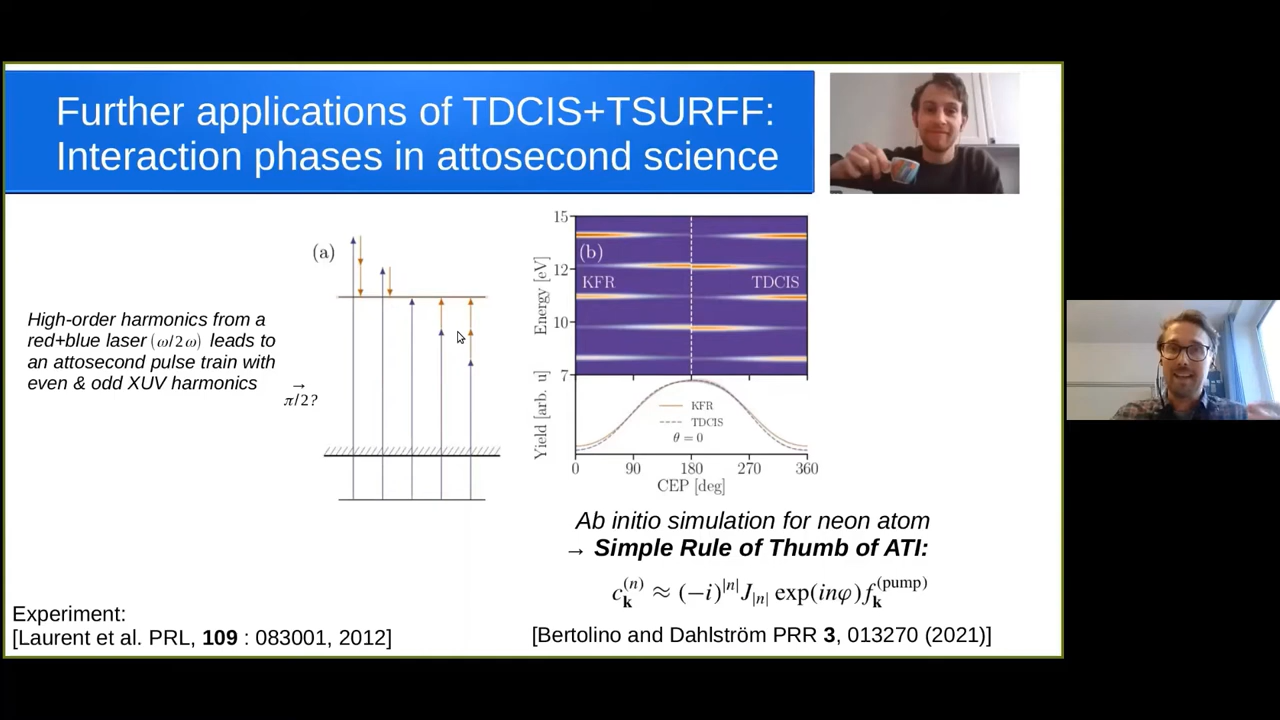 Further applications of TDCIS+TSURFF:
Interaction phases in attosecond science
High-order harmonics from a
red+blue laser (ω/2ω) leads to
an attosecond pulse train with
even & odd XUV harmonics
→
π/2?
(a)
15
12
10
7
Energy [eV]
(b)
KFR
TDCIS
Yield [arb. u]
KFR
TDCIS
θ = 0
0 90 180 270 360
CEP [deg]
Ab initio simulation for neon atom
→ Simple Rule of Thumb of ATI:
c_k^(n) ≈ (−i)^|n| J_|n| exp(inφ) f_k^(pump)
Experiment:
[Laurent et al. PRL, 109 : 083001, 2012]
[Bertolino and Dahlström PRR 3, 013270 (2021)]